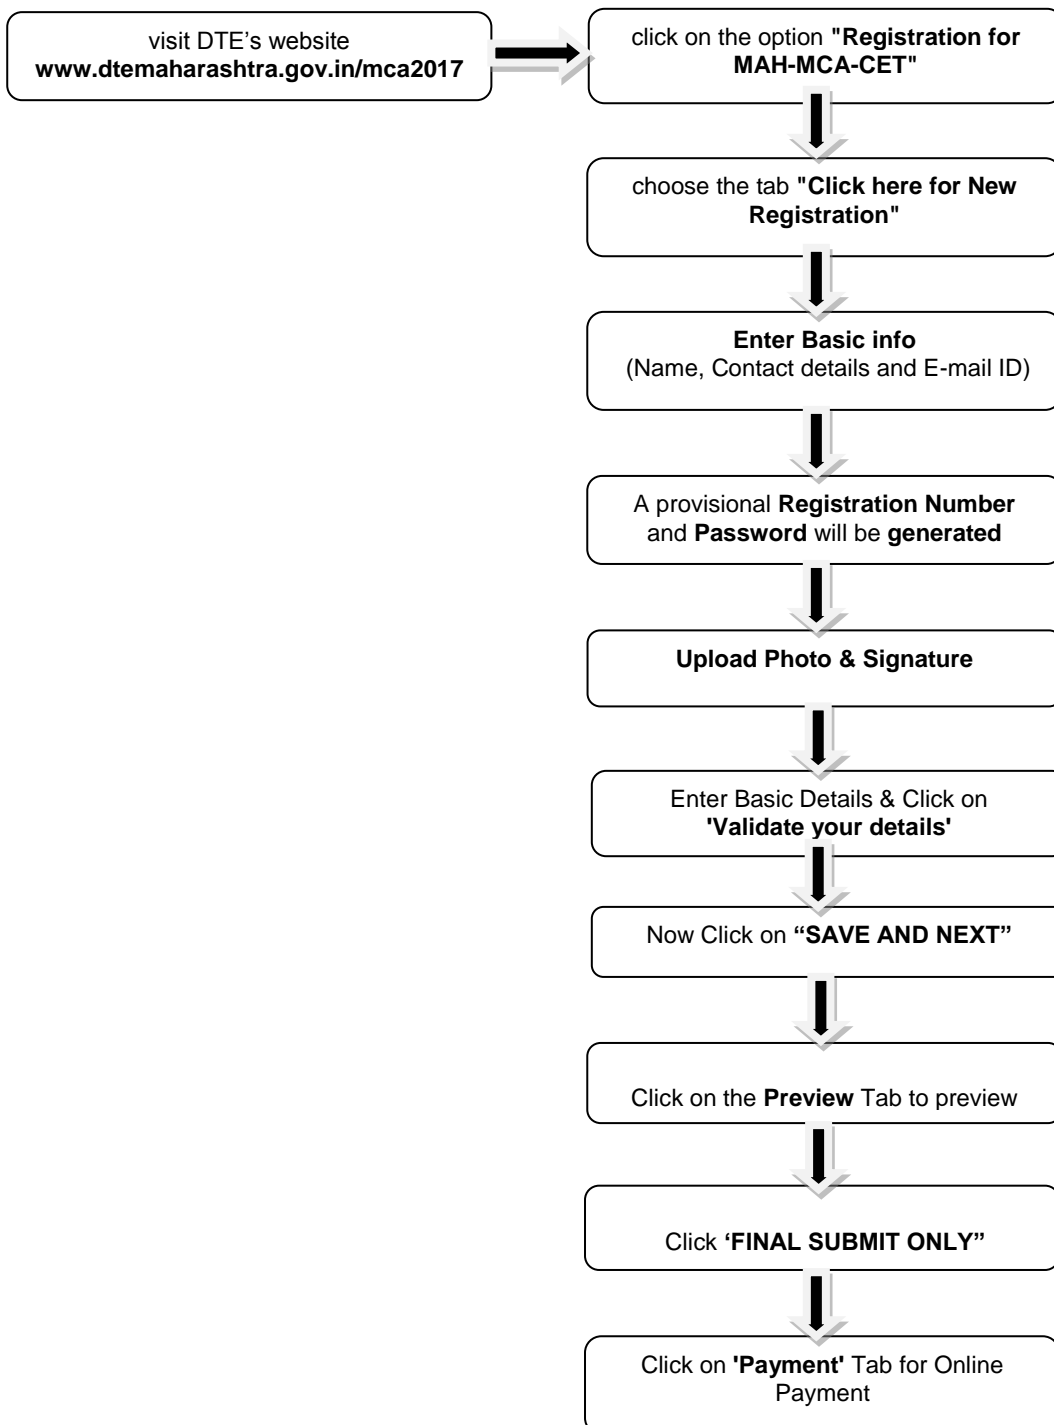 visit DTE’s website
www.dtemaharashtra.gov.in/mca2017
click on the option "Registration for
MAH-MCA-CET"
choose the tab "Click here for New
Registration"
Enter Basic info
(Name, Contact details and E-mail ID)
A provisional Registration Number
and Password will be generated
Upload Photo & Signature
Enter Basic Details & Click on
'Validate your details'
Now Click on “SAVE AND NEXT”
Click on the Preview Tab to preview
Click ‘FINAL SUBMIT ONLY”
Click on 'Payment' Tab for Online
Payment